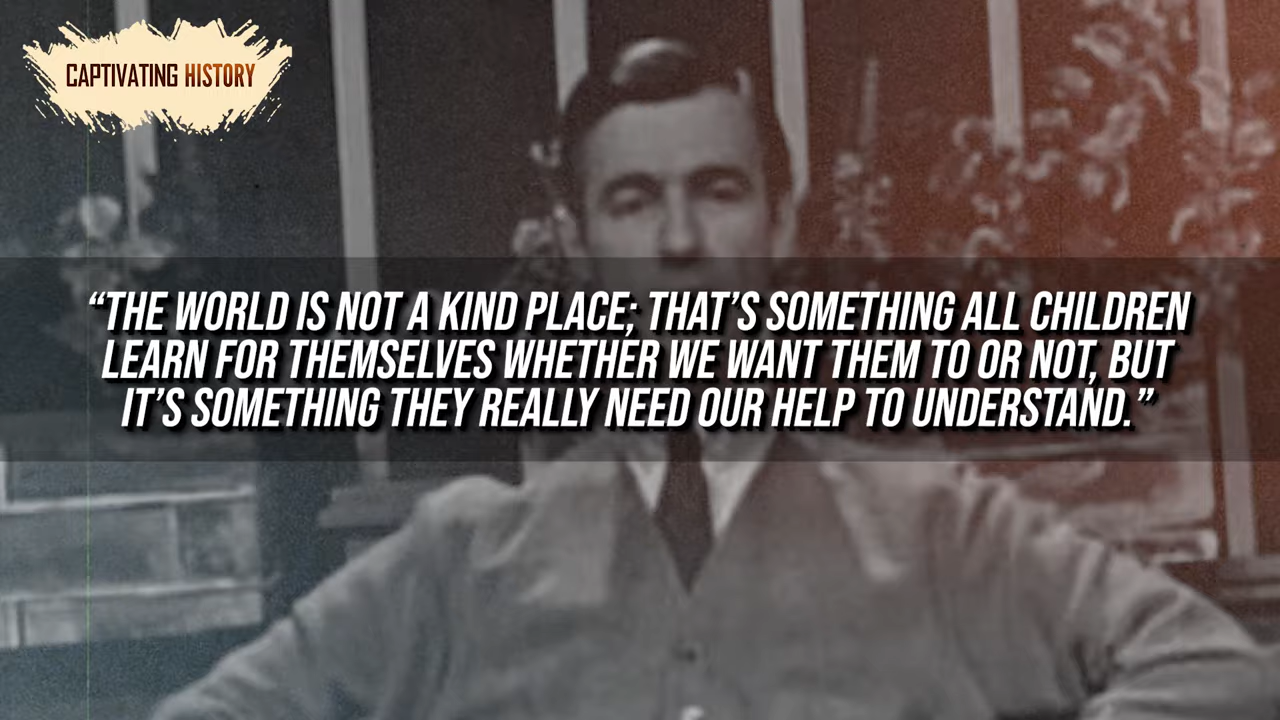 CAPTIVATING HISTORY
“THE WORLD IS NOT A KIND PLACE; THAT’S SOMETHING ALL CHILDREN
LEARN FOR THEMSELVES WHETHER WE WANT THEM TO OR NOT, BUT
IT’S SOMETHING THEY REALLY NEED OUR HELP TO UNDERSTAND.”